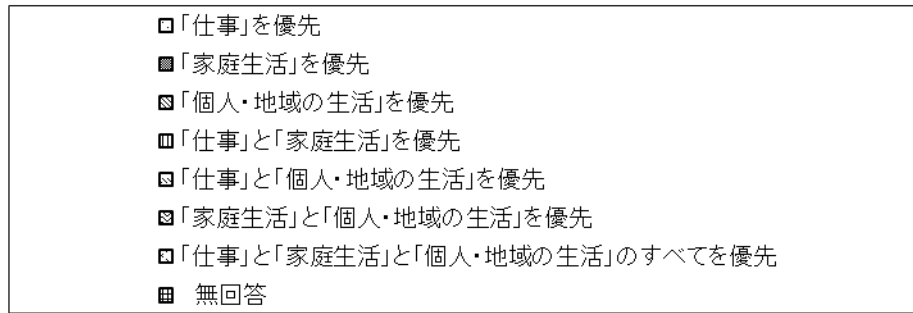 「仕事」を優先
「家庭生活」を優先
「個人・地域の生活」を優先
「仕事」と「家庭生活」を優先
「仕事」と「個人・地域の生活」を優先
「家庭生活」と「個人・地域の生活」を優先
「仕事」と「家庭生活」と「個人・地域の生活」のすべてを優先
無回答